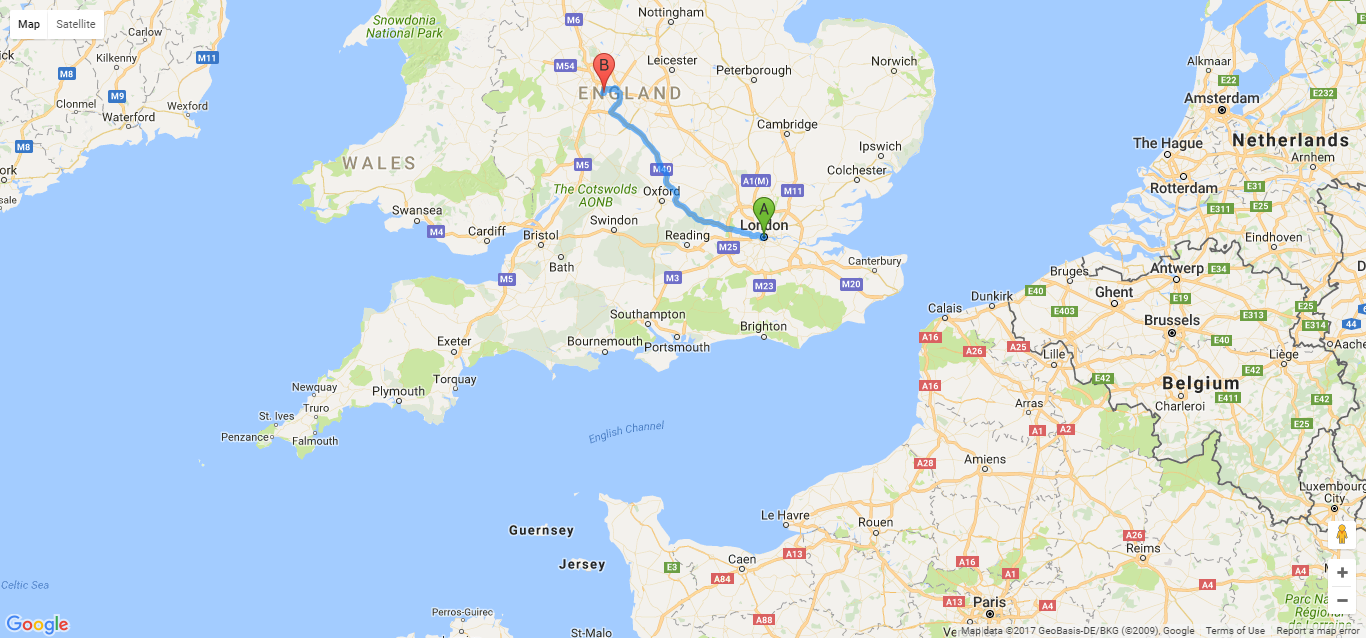 Map
Satellite
Snowdonia
National Park
M6
Nottingham
Carlow
Kilkenny
M11
M8
M54
Leicester
Peterborough
Norwich
Alkmaar
E22
B
ENGLAND
Amsterdam
E232
Clonmel
M9
Wexford
Waterford
Cambridge
The Hague
Netherlands
M8
Ipswich
Arnhem
WALES
M5
M40
Colchester
A1(M)
M11
Rotterdam
E31
The Cotswolds
AONB
Oxford
E311
E25
Swansea
M4
Cardiff
Swindon
A
London
Bristol
Reading
M25
Eindhoven
Bath
Canterbury
M5
M3
M23
M20
Bruges
Antwerp
E34
Dunkirk
E40
Ghent
E19
E25
Calais
E403
E313
E314
44
Southampton
Brussels
Brighton
Exeter
Bournemouth
Portsmouth
A16
A26
A25
Lille
E40
Liège
E42
Torquay
Newquay
Plymouth
A16
E42
Belgium
E411
E42
St. Ives
Truro
Arras
Charleroi
Penzance
Falmouth
English Channel
A1
A2
E25
A28
Amiens
Luxembourg
City
Le Havre
Rouen
Guernsey
A26
Reims
Jersey
A13
Caen
E3
A84
A16
A1
A4
A4
Celtic Sea
A13
Paris
A4
Parc
Régional
Perros-Guirec
A88
St-Malo
Google
Map data ©2017 GeoBasis-DE/BKG (©2009), Google
Terms of Use
Report a map error